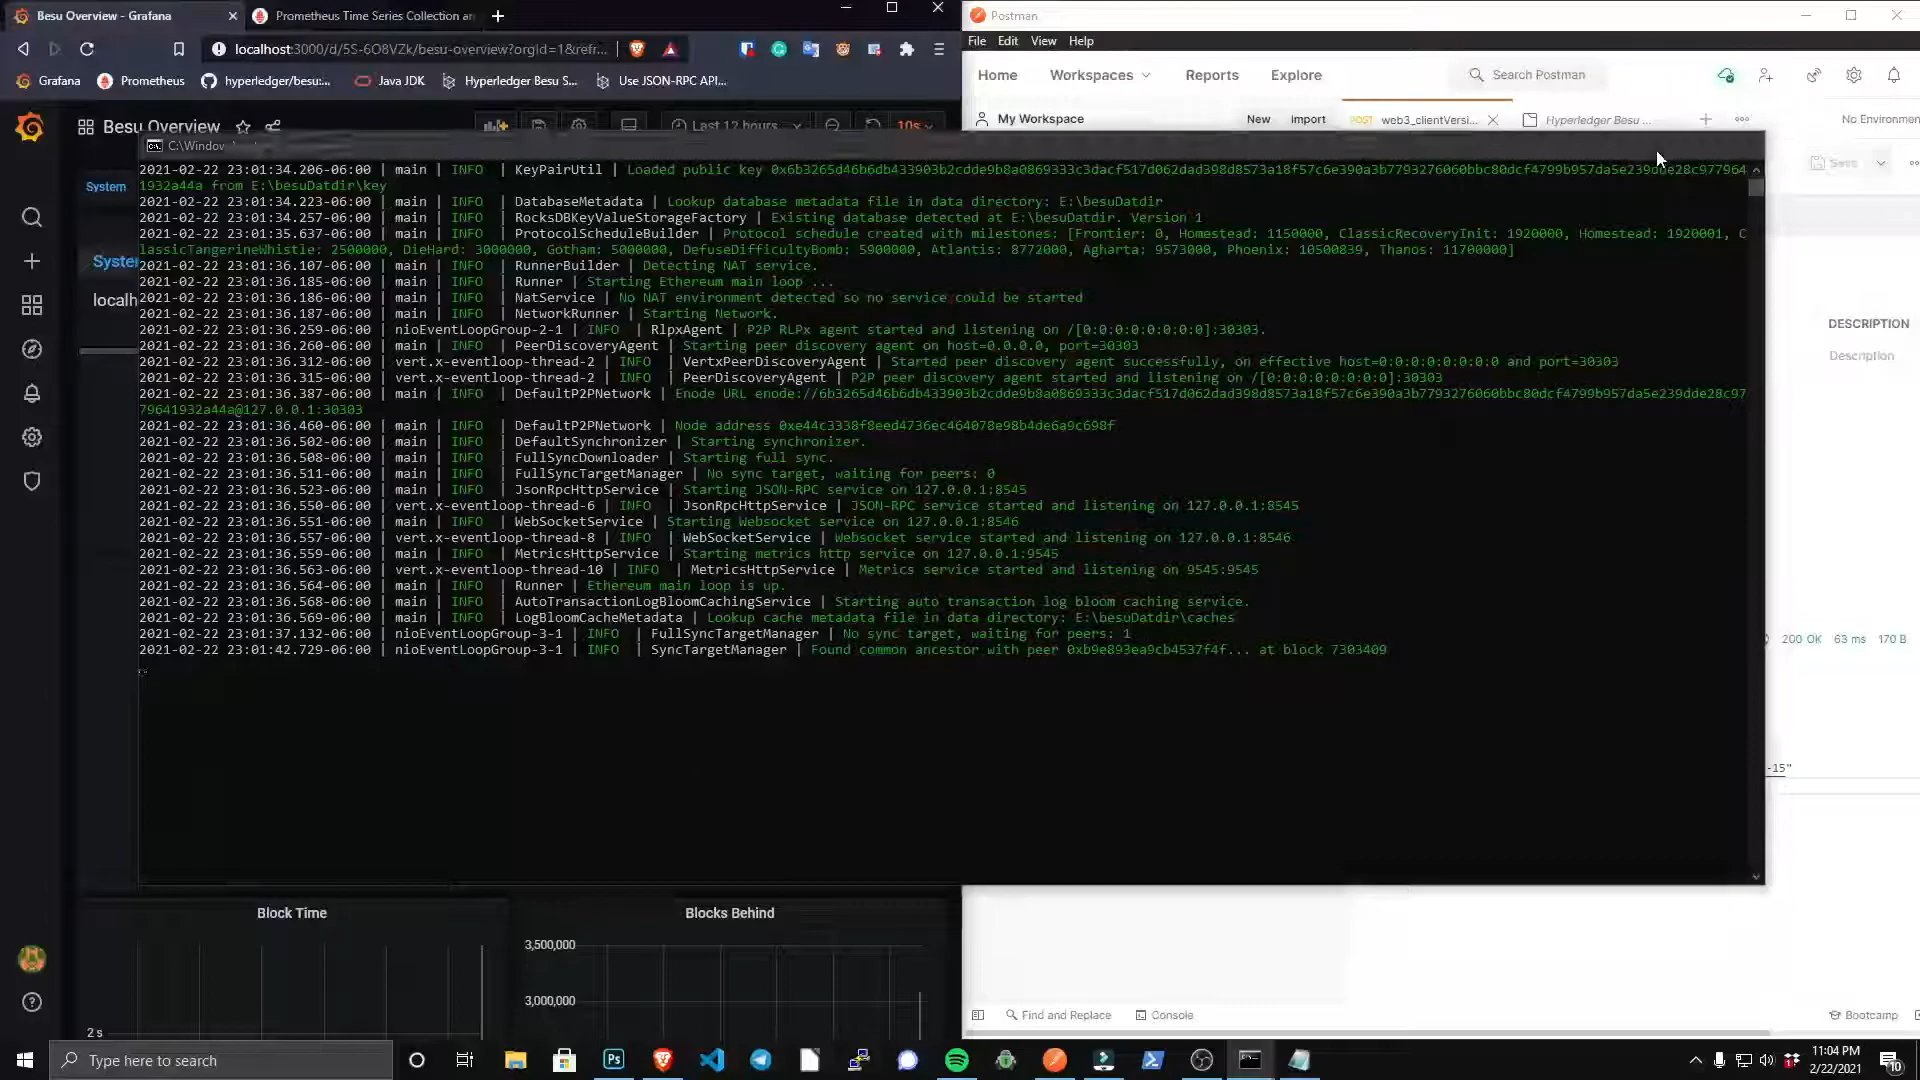 Besu Overview - Grafana
Prometheus Time Series Collection an
Postman
localhost:3000/d/5S-6O8VZk/besu-overview?orgId=1&refr...
File Edit View Help
Grafana Prometheus hyperledger/besu:... Java JDK Hyperledger Besu S... Use JSON-RPC API...
Home Workspaces Reports Explore Search Postman
Besu Overview Last 12 hours 10s
My Workspace New Import POST web3_clientVersi... Hyperledger Besu ... No Environmen
Save
System
Syste
localh
DESCRIPTION
Description
2021-02-22 23:01:34.206-06:00 | main | INFO | KeyPairUtil | Loaded public key 0x6b3265d46b6db433903b2cdde9b8a0869333c3dacf517d062dad398d8573a18f57c6e390a3b7793276060bbc80dcf4799b957da5e239dde28c977964
1932a44a from E:\besuDatdir\key
2021-02-22 23:01:34.223-06:00 | main | INFO | DatabaseMetadata | Lookup database metadata file in data directory: E:\besuDatdir
2021-02-22 23:01:34.257-06:00 | main | INFO | RocksDBKeyValueStorageFactory | Existing database detected at E:\besuDatdir. Version 1
2021-02-22 23:01:35.637-06:00 | main | INFO | ProtocolScheduleBuilder | Protocol schedule created with milestones: [Frontier: 0, Homestead: 1150000, ClassicRecoveryInit: 1920000, Homestead: 1920001, C
lassicTangerineWhistle: 2500000, DieHard: 3000000, Gotham: 5000000, DefuseDifficultyBomb: 5900000, Atlantis: 8772000, Agharta: 9573000, Phoenix: 10500839, Thanos: 11700000]
2021-02-22 23:01:36.107-06:00 | main | INFO | RunnerBuilder | Detecting NAT service.
2021-02-22 23:01:36.185-06:00 | main | INFO | Runner | Starting Ethereum main loop ...
2021-02-22 23:01:36.186-06:00 | main | INFO | NatService | No NAT environment detected so no service could be started
2021-02-22 23:01:36.187-06:00 | main | INFO | NetworkRunner | Starting Network.
2021-02-22 23:01:36.259-06:00 | nioEventLoopGroup-2-1 | INFO | RlpxAgent | P2P RLPx agent started and listening on /[0:0:0:0:0:0:0:0]:30303.
2021-02-22 23:01:36.260-06:00 | main | INFO | PeerDiscoveryAgent | Starting peer discovery agent on host=0.0.0.0, port=30303
2021-02-22 23:01:36.312-06:00 | vert.x-eventloop-thread-2 | INFO | VertxPeerDiscoveryAgent | Started peer discovery agent successfully, on effective host=0:0:0:0:0:0:0:0 and port=30303
2021-02-22 23:01:36.315-06:00 | vert.x-eventloop-thread-2 | INFO | PeerDiscoveryAgent | P2P peer discovery agent started and listening on /[0:0:0:0:0:0:0:0]:30303
2021-02-22 23:01:36.387-06:00 | main | INFO | DefaultP2PNetwork | Enode URL enode://6b3265d46b6db433903b2cdde9b8a0869333c3dacf517d062dad398d8573a18f57c6e390a3b7793276060bbc80dcf4799b957da5e239dde28c97
79641932a44a@127.0.0.1:30303
2021-02-22 23:01:36.460-06:00 | main | INFO | DefaultP2PNetwork | Node address 0xe44c3338f8eed4736ec464078e98b4de6a9c698f
2021-02-22 23:01:36.502-06:00 | main | INFO | DefaultSynchronizer | Starting synchronizer.
2021-02-22 23:01:36.508-06:00 | main | INFO | FullSyncDownloader | Starting full sync.
2021-02-22 23:01:36.511-06:00 | main | INFO | FullSyncTargetManager | No sync target, waiting for peers: 0
2021-02-22 23:01:36.523-06:00 | main | INFO | JsonRpcHttpService | Starting JSON-RPC service on 127.0.0.1:8545
2021-02-22 23:01:36.550-06:00 | vert.x-eventloop-thread-6 | INFO | JsonRpcHttpService | JSON-RPC service started and listening on 127.0.0.1:8545
2021-02-22 23:01:36.551-06:00 | main | INFO | WebSocketService | Starting Websocket service on 127.0.0.1:8546
2021-02-22 23:01:36.557-06:00 | vert.x-eventloop-thread-8 | INFO | WebSocketService | Websocket service started and listening on 127.0.0.1:8546
2021-02-22 23:01:36.559-06:00 | main | INFO | MetricsHttpService | Starting metrics http service on 127.0.0.1:9545
2021-02-22 23:01:36.563-06:00 | vert.x-eventloop-thread-10 | INFO | MetricsHttpService | Metrics service started and listening on 9545:9545
2021-02-22 23:01:36.564-06:00 | main | INFO | Runner | Ethereum main loop is up.
2021-02-22 23:01:36.568-06:00 | main | INFO | AutoTransactionLogBloomCachingService | Starting auto transaction log bloom caching service.
2021-02-22 23:01:36.569-06:00 | main | INFO | LogBloomCacheMetadata | Lookup cache metadata file in data directory: E:\besuDatdir\caches
2021-02-22 23:01:37.132-06:00 | nioEventLoopGroup-3-1 | INFO | FullSyncTargetManager | No sync target, waiting for peers: 1
2021-02-22 23:01:42.729-06:00 | nioEventLoopGroup-3-1 | INFO | SyncTargetManager | Found common ancestor with peer 0xb9e893ea9cb4537f4f... at block 7303409
200 OK 63 ms 170 B
-15"
Block Time Blocks Behind
3,500,000
3,000,000
2 s
Find and Replace Console Bootcamp
Type here to search
11:04 PM
2/22/2021
10